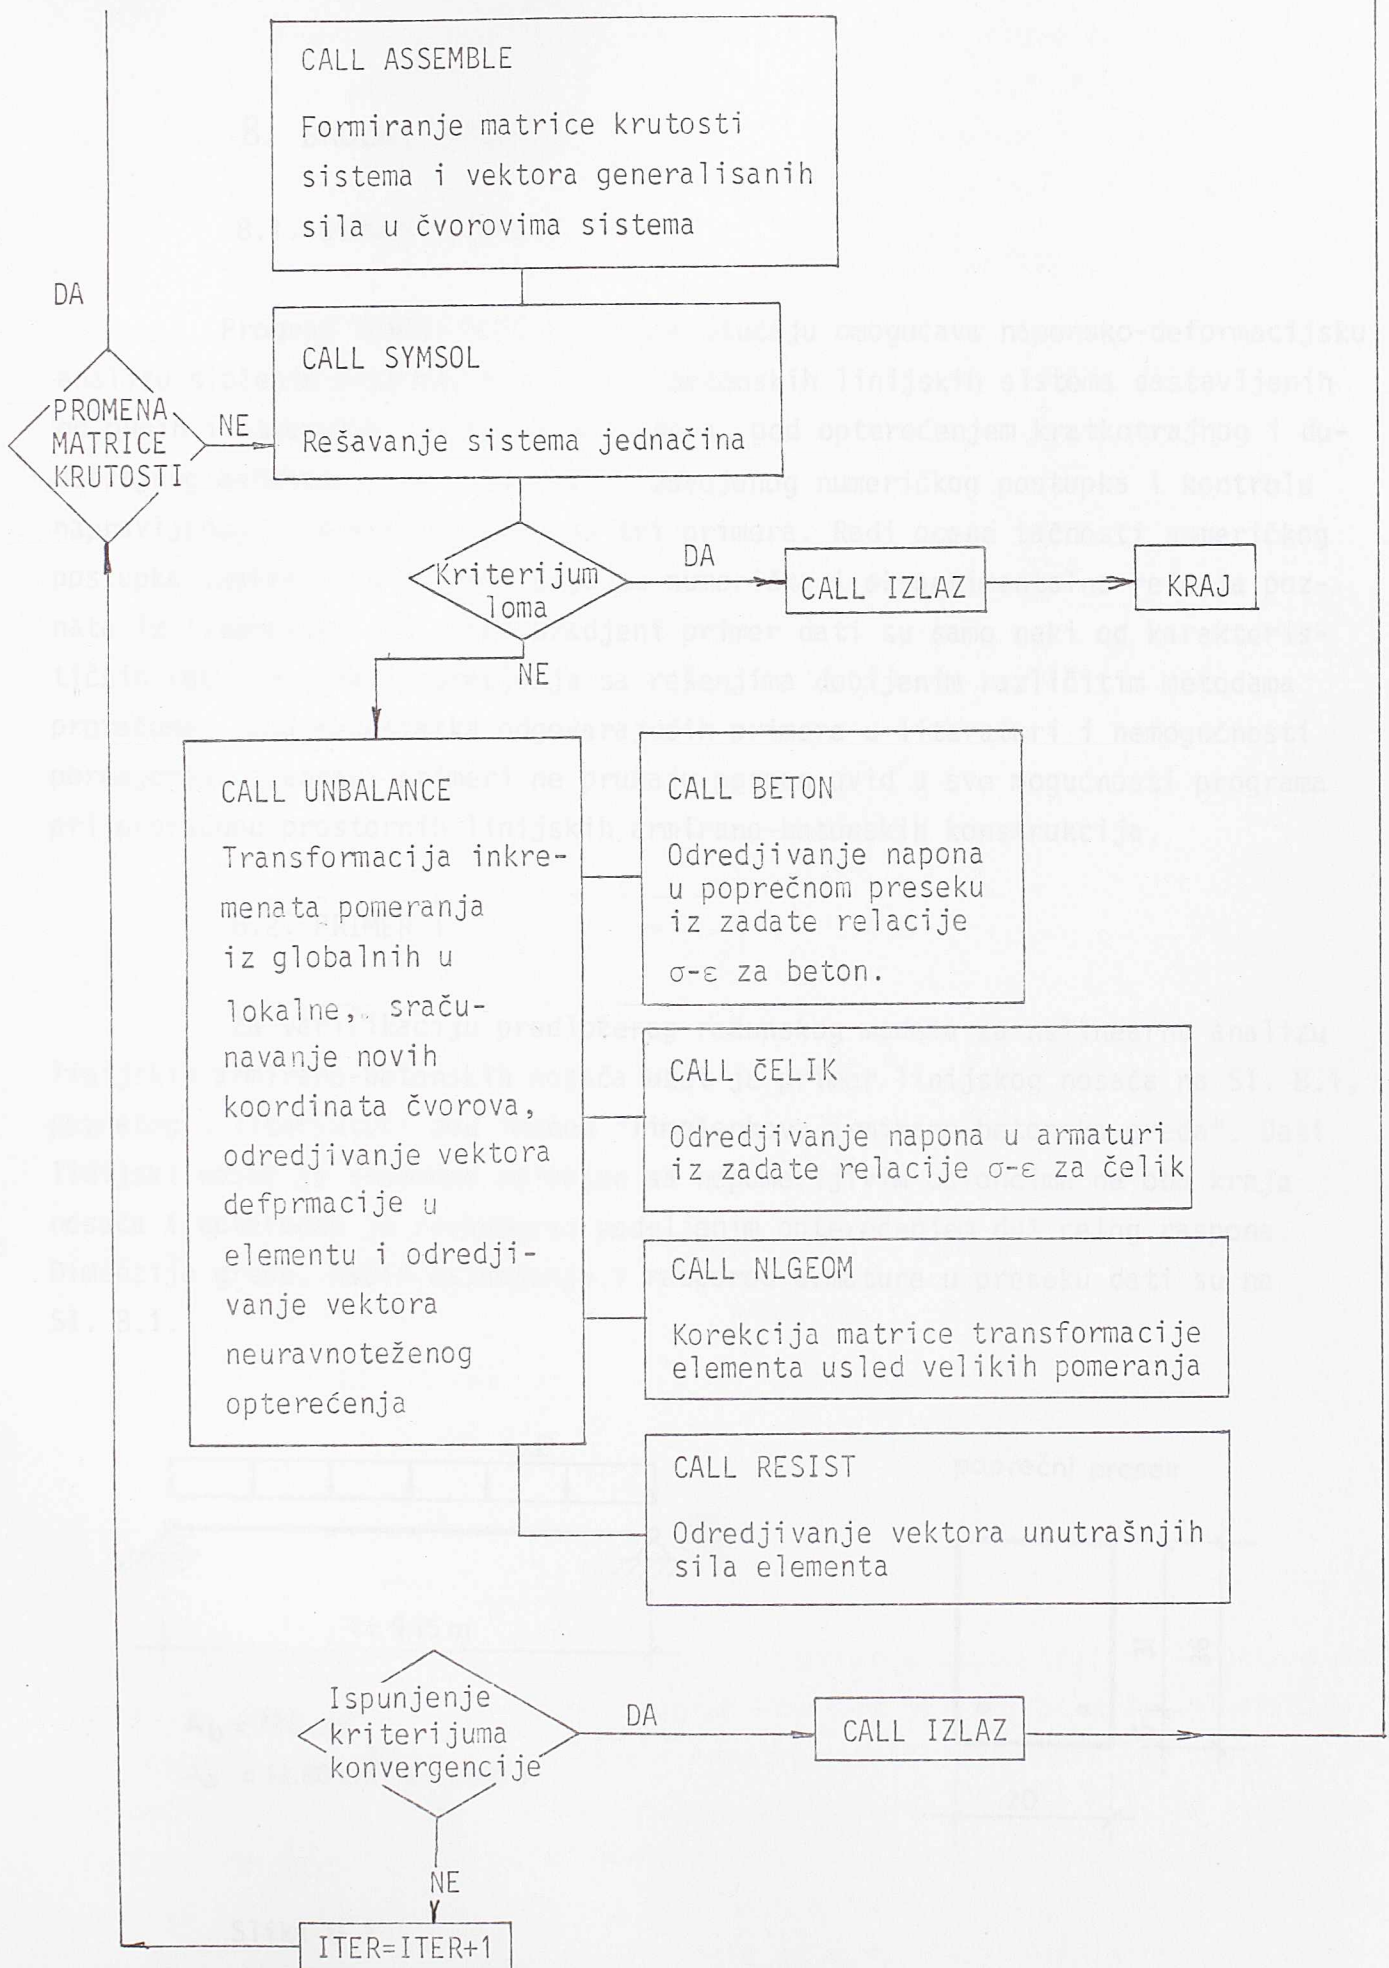 CALL ASSEMBLE
Formiranje matrice krutosti
sistema i vektora generalisanih
sila u čvorovima sistema
DA
PROMENA
MATRICE
KRUTOSTI
NE
CALL SYMSOL
Rešavanje sistema jednačina
Kriterijum
loma
DA
CALL IZLAZ
KRAJ
NE
CALL UNBALANCE
Transformacija inkre-
menata pomeranja
iz globalnih u
lokalne, sraču-
navanje novih
koordinata čvorova,
odredjivanje vektora
defprmacije u
elementu i odredji-
vanje vektora
neuravnoteženog
opterećenja
CALL BETON
Odredjivanje napona
u poprečnom preseku
iz zadate relacije
σ-ε za beton.
CALL ČELIK
Odredjivanje napona u armaturi
iz zadate relacije σ-ε za čelik
CALL NLGEOM
Korekcija matrice transformacije
elementa usled velikih pomeranja
CALL RESIST
Odredjivanje vektora unutrašnjih
sila elementa
Ispunjenje
kriterijuma
konvergencije
DA
CALL IZLAZ
NE
ITER=ITER+1